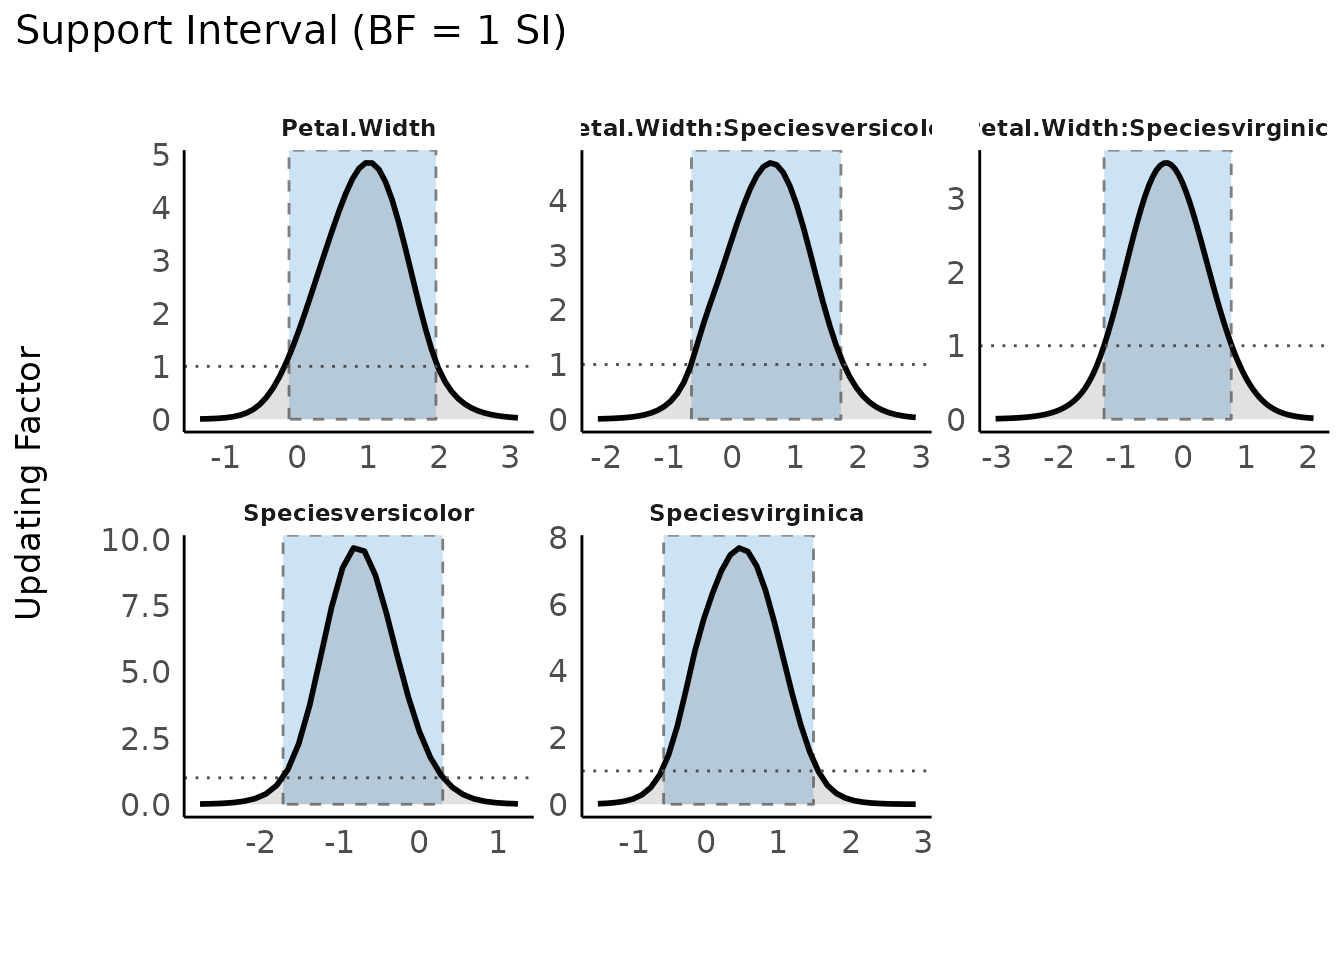 Support Interval (BF = 1 SI)
Petal.Width
etal.Width:Speciesversicol
etal.Width:Speciesvirginic
5
4
3
2
1
0
4
3
2
1
0
3
2
1
0
-1 0 1 2 3
-2 -1 0 1 2 3
-3 -2 -1 0 1 2
Updating Factor
Speciesversicolor
Speciesvirginica
10.0
7.5
5.0
2.5
0.0
8
6
4
2
0
-2 -1 0 1
-1 0 1 2 3